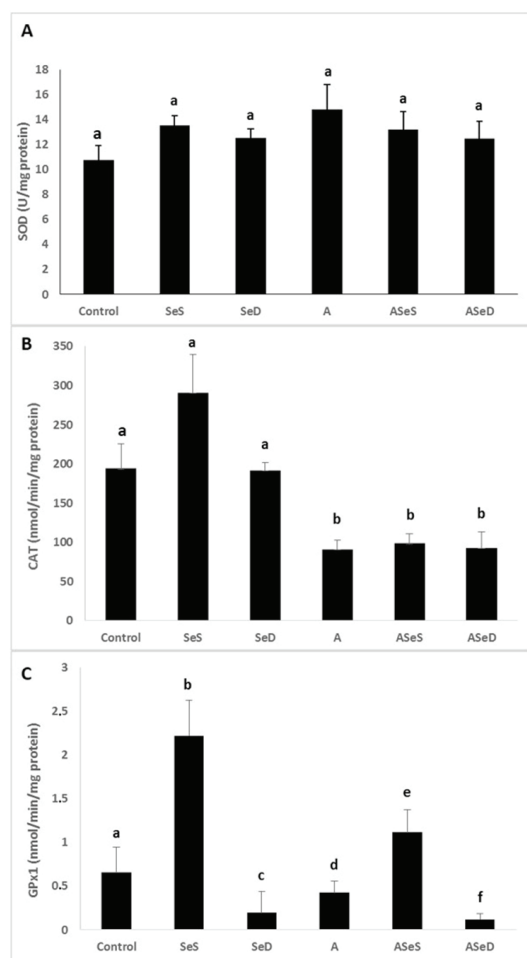 A
SOD (U/mg protein)
18
16
14
12
10
8
6
4
2
0
a
a
a
a
a
a
Control SeS SeD A ASeS ASeD
B
CAT (nmol/min/mg protein)
350
300
250
200
150
100
50
0
a
a
a
b
b
b
Control SeS SeD A ASeS ASeD
C
GPx1 (nmol/min/mg protein)
3
2.5
2
1.5
1
0.5
0
a
b
c
d
e
f
Control SeS SeD A ASeS ASeD